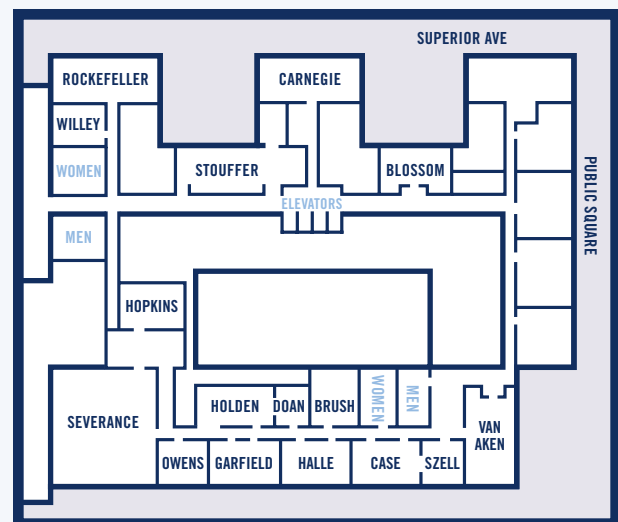 SUPERIOR AVE
ROCKEFELLER
CARNEGIE
WILLEY
WOMEN
STOUFFER
BLOSSOM
PUBLIC SQUARE
ELEVATORS
MEN
HOPKINS
HOLDEN
DOAN
BRUSH
WOMEN
MEN
SEVERANCE
VAN
AKEN
OWENS
GARFIELD
HALLE
CASE
SZELL